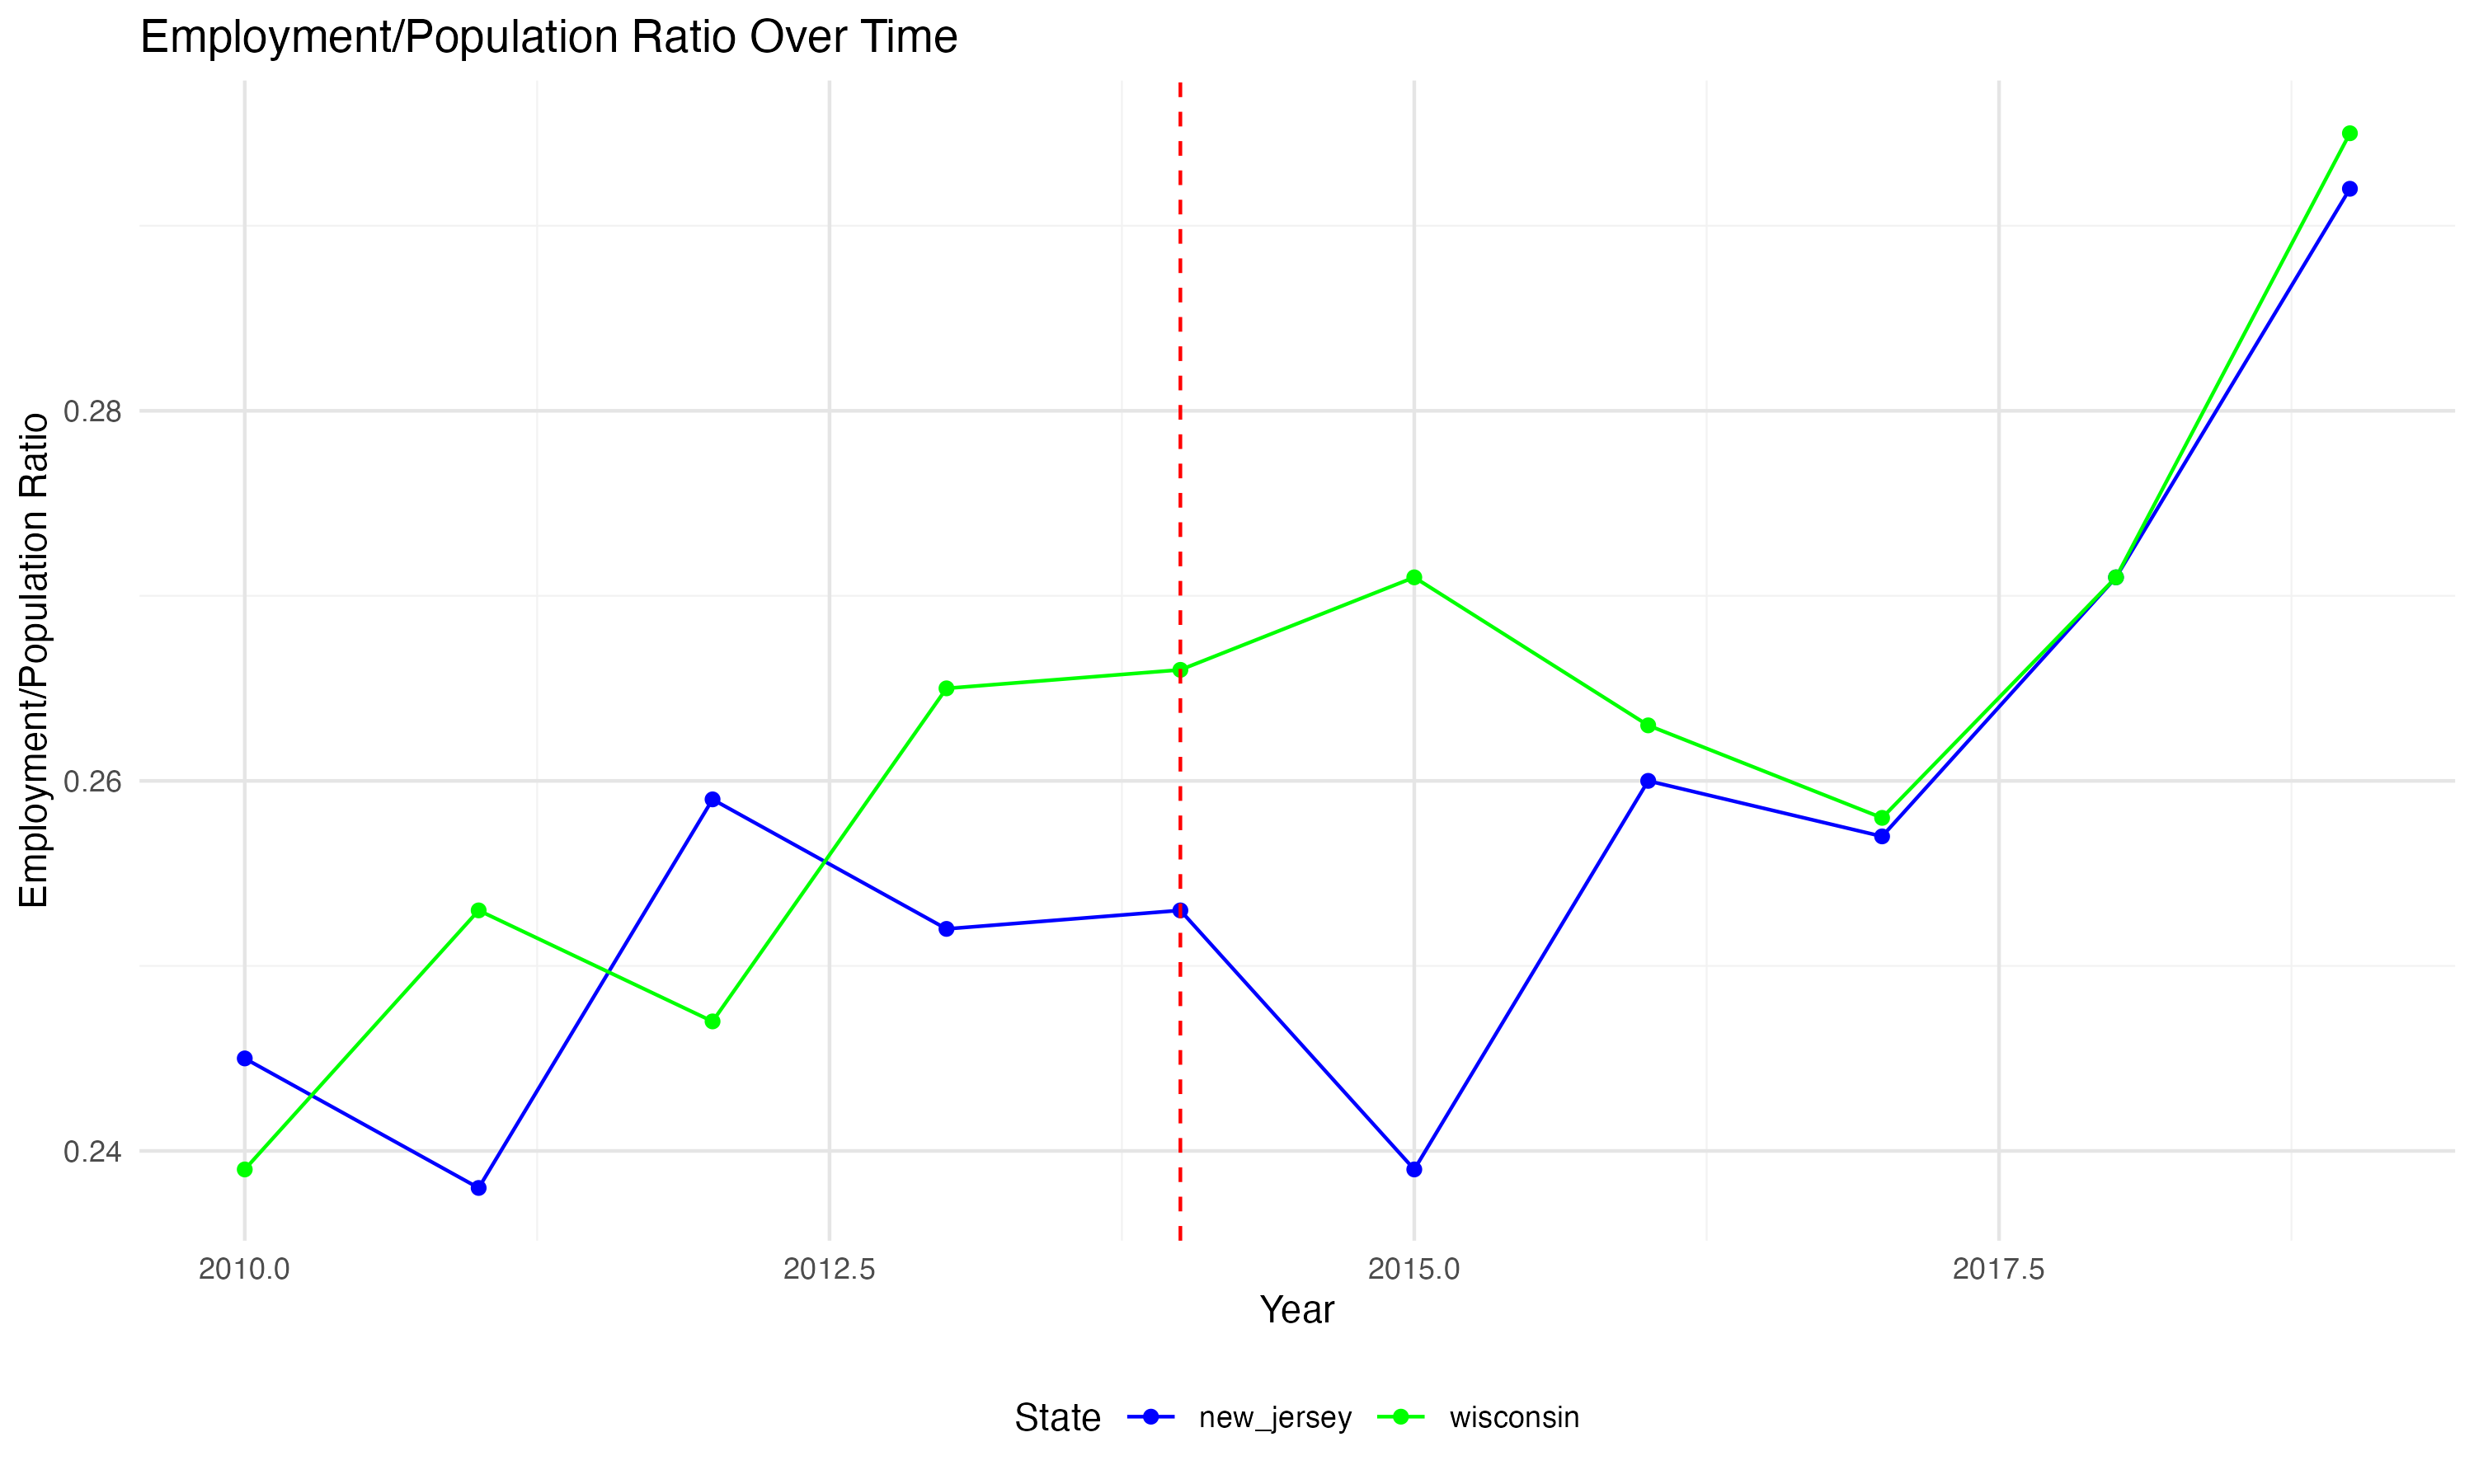 Employment/Population Ratio Over Time
Employment/Population Ratio
0.28
0.26
0.24
2010.0 2012.5 2015.0 2017.5
Year
State new_jersey wisconsin